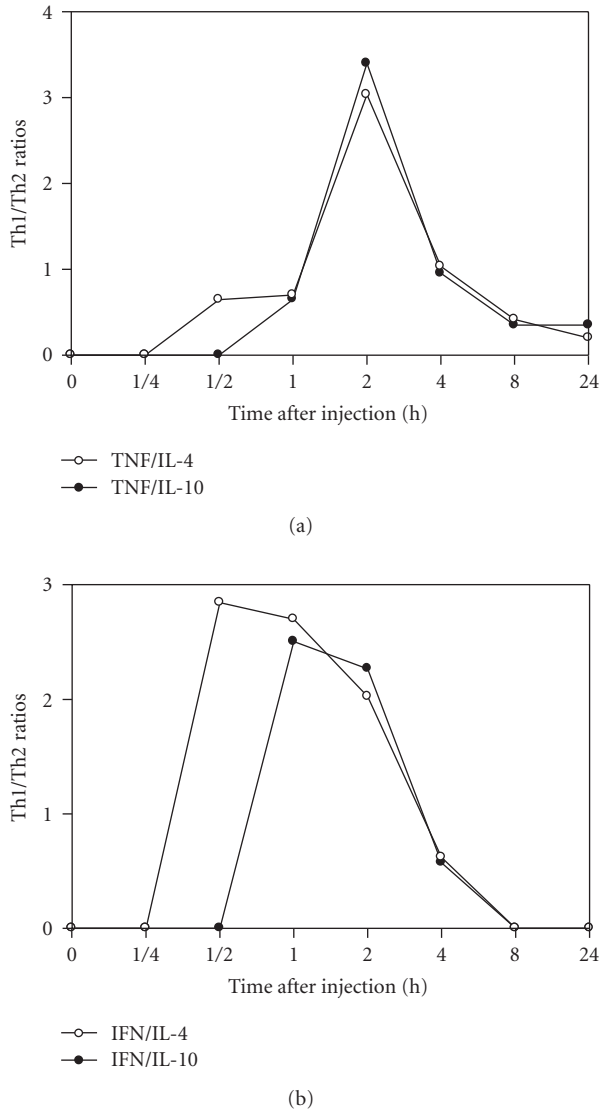 4
3
2
1
0
Th1/Th2 ratios
0 1/4 1/2 1 2 4 8 24
Time after injection (h)
TNF/IL-4
TNF/IL-10
(a)
3
2
1
0
Th1/Th2 ratios
0 1/4 1/2 1 2 4 8 24
Time after injection (h)
IFN/IL-4
IFN/IL-10
(b)